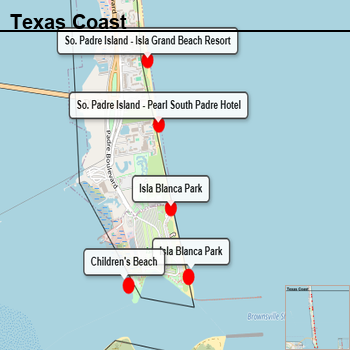 Texas Coast
So. Padre Island - Isla Grand Beach Resort
So. Padre Island - Pearl South Padre Hotel
Padre Boulevard
Isla Blanca Park
Isla Blanca Park
Children's Beach
Texas Coast
Brownsville